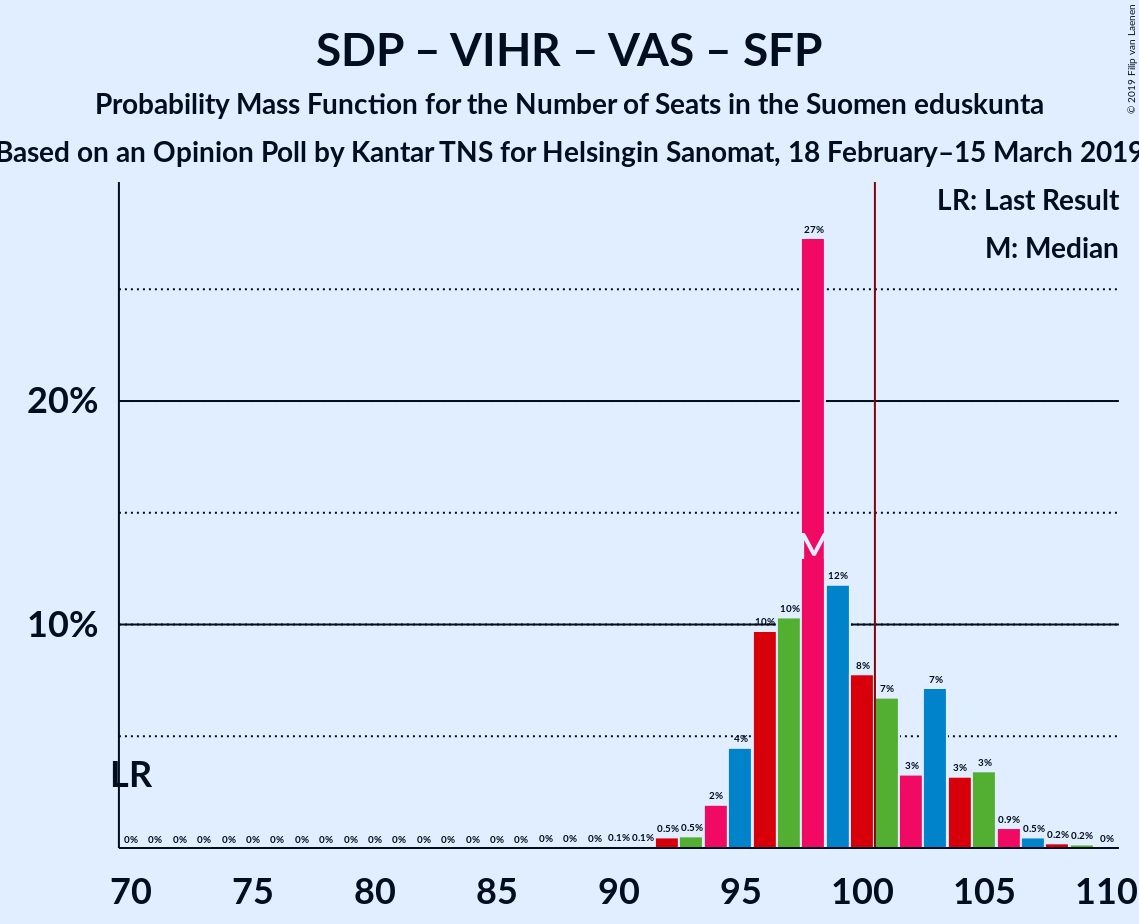 SDP – VIHR – VAS – SFP
Probability Mass Function for the Number of Seats in the Suomen eduskunta
Based on an Opinion Poll by Kantar TNS for Helsingin Sanomat, 18 February–15 March 2019
© 2019 Filip van Laenen
LR: Last Result
M: Median
27%
20%
M
12%
10% 10%
10%
8%
7% 7%
4%
LR
3% 3% 3%
2%
0% 0% 0% 0% 0% 0% 0% 0% 0% 0% 0% 0% 0% 0% 0% 0% 0% 0% 0% 0% 0.1% 0.1% 0.5% 0.5% 0.9% 0.5% 0.2% 0.2% 0%
70 75 80 85 90 95 100 105 110